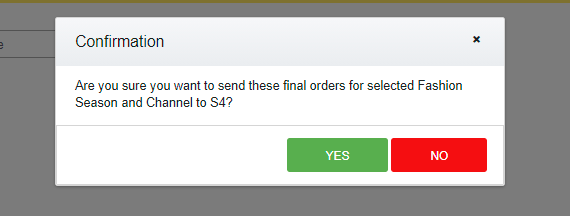 Confirmation
×
e
Are you sure you want to send these final orders for selected Fashion
Season and Channel to S4?
YES
NO